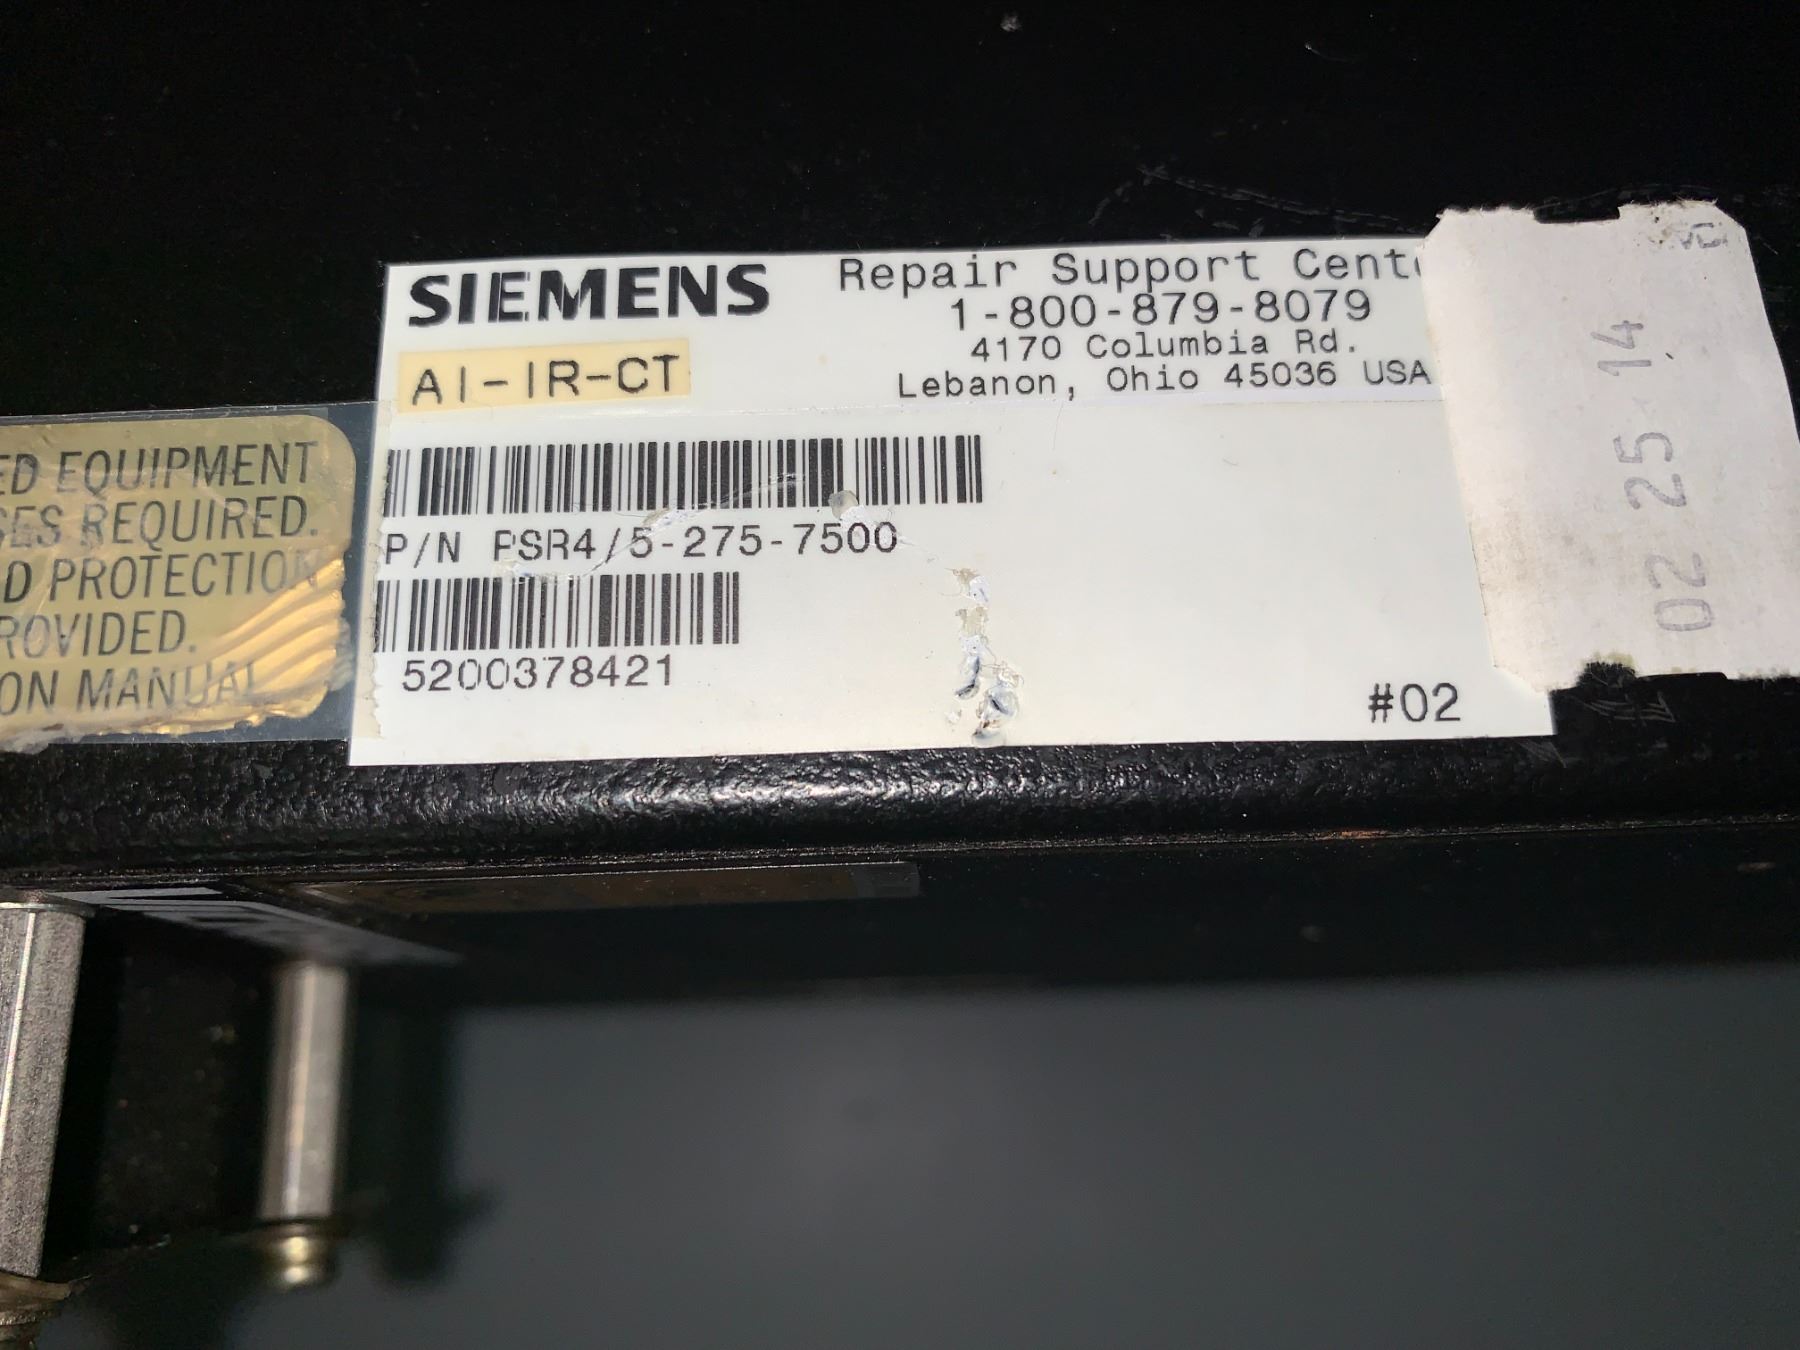 SIEMENS
Repair Support Cent
1-800-879-8079
4170 Columbia Rd.
Lebanon, Ohio 45036 USA
AI-IR-CT
P/N PSR4/5-275-7500
5200378421
#02
ED EQUIPMENT
SES REQUIRED.
D PROTECTION
ROVIDED.
ON MANUAL
02 25 14